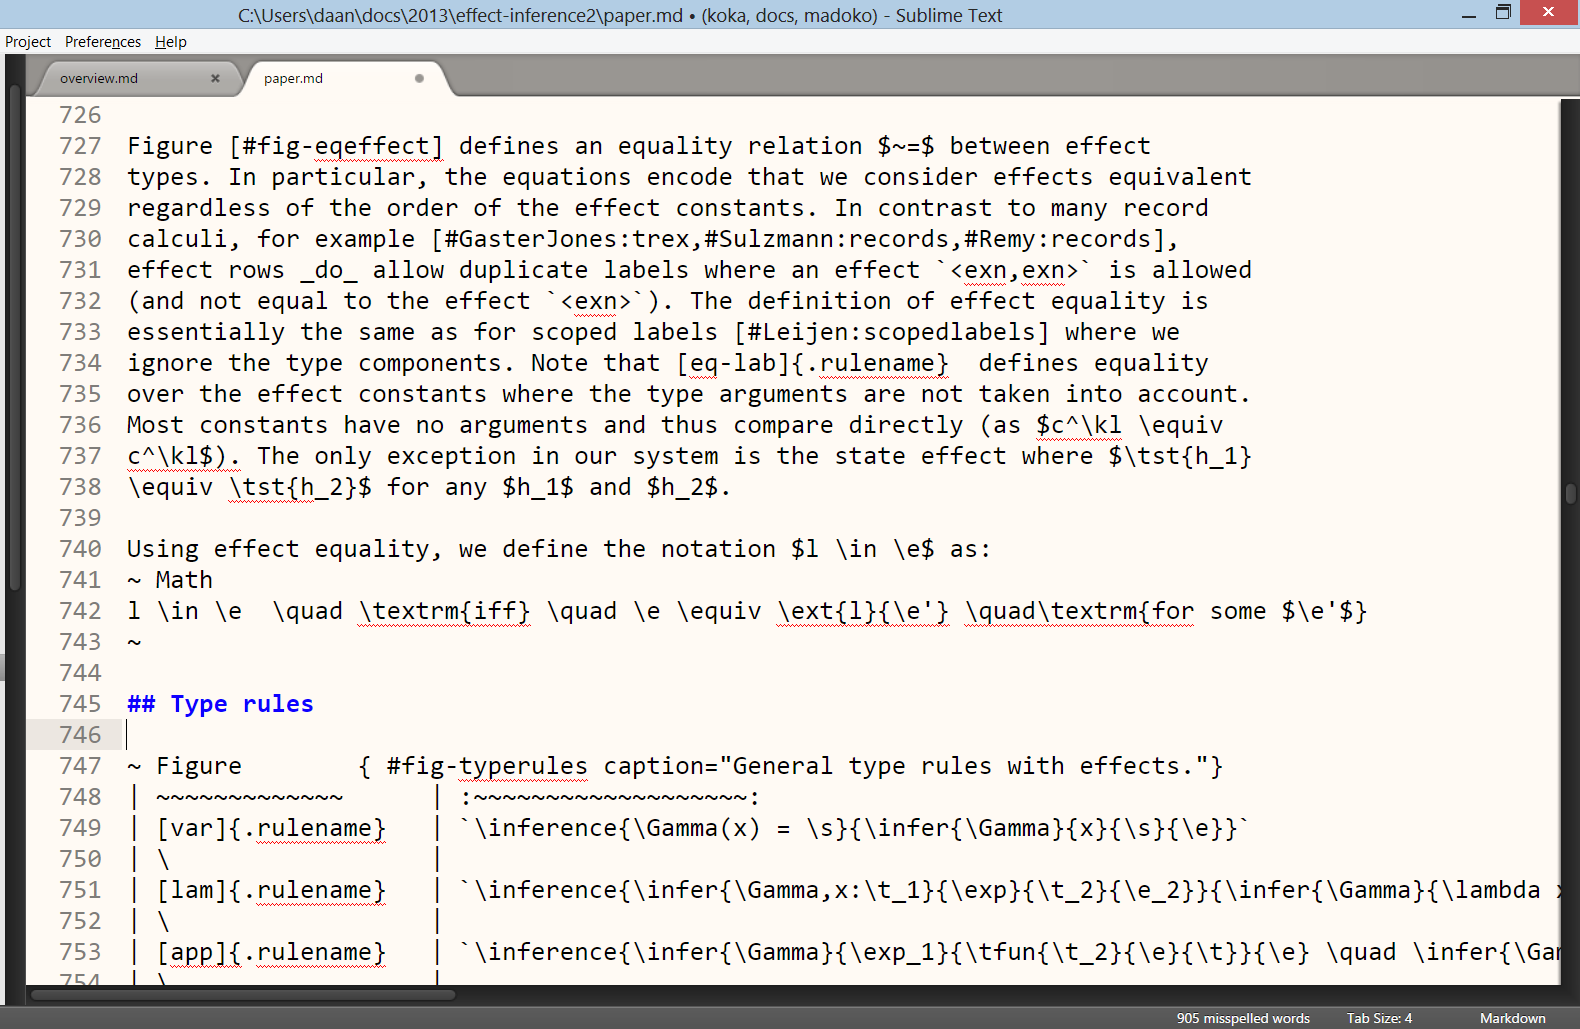 C:\Users\daan\docs\2013\effect-inference2\paper.md • (koka, docs, madoko) - Sublime Text
Project Preferences Help
overview.md × paper.md
726
727 Figure [#fig-eqeffect] defines an equality relation $~=$ between effect
728 types. In particular, the equations encode that we consider effects equivalent
729 regardless of the order of the effect constants. In contrast to many record
730 calculi, for example [#GasterJones:trex,#Sulzmann:records,#Remy:records],
731 effect rows _do_ allow duplicate labels where an effect `<exn,exn>` is allowed
732 (and not equal to the effect `<exn>`). The definition of effect equality is
733 essentially the same as for scoped labels [#Leijen:scopedlabels] where we
734 ignore the type components. Note that [eq-lab]{.rulename}  defines equality
735 over the effect constants where the type arguments are not taken into account.
736 Most constants have no arguments and thus compare directly (as $c^\kl \equiv
737 c^\kl$). The only exception in our system is the state effect where $\tst{h_1}
738 \equiv \tst{h_2}$ for any $h_1$ and $h_2$.
739
740 Using effect equality, we define the notation $l \in \e$ as:
741 ~ Math
742 l \in \e  \quad \textrm{iff} \quad \e \equiv \ext{l}{\e'} \quad\textrm{for some $\e'$}
743 ~
744
745 ## Type rules
746
747 ~ Figure        { #fig-typerules caption="General type rules with effects."}
748 | ~~~~~~~~~~~~~      | :~~~~~~~~~~~~~~~~~~~:
749 | [var]{.rulename}   | `\inference{\Gamma(x) = \s}{\infer{\Gamma}{x}{\s}{\e}}`
750 | \                  |
751 | [lam]{.rulename}   | `\inference{\infer{\Gamma,x:\t_1}{\exp}{\t_2}{\e_2}}{\infer{\Gamma}{\lambda x
752 | \                  |
753 | [app]{.rulename}   | `\inference{\infer{\Gamma}{\exp_1}{\tfun{\t_2}{\e}{\t}}{\e} \quad \infer{\Gam
754 | \                  |
905 misspelled words Tab Size: 4 Markdown